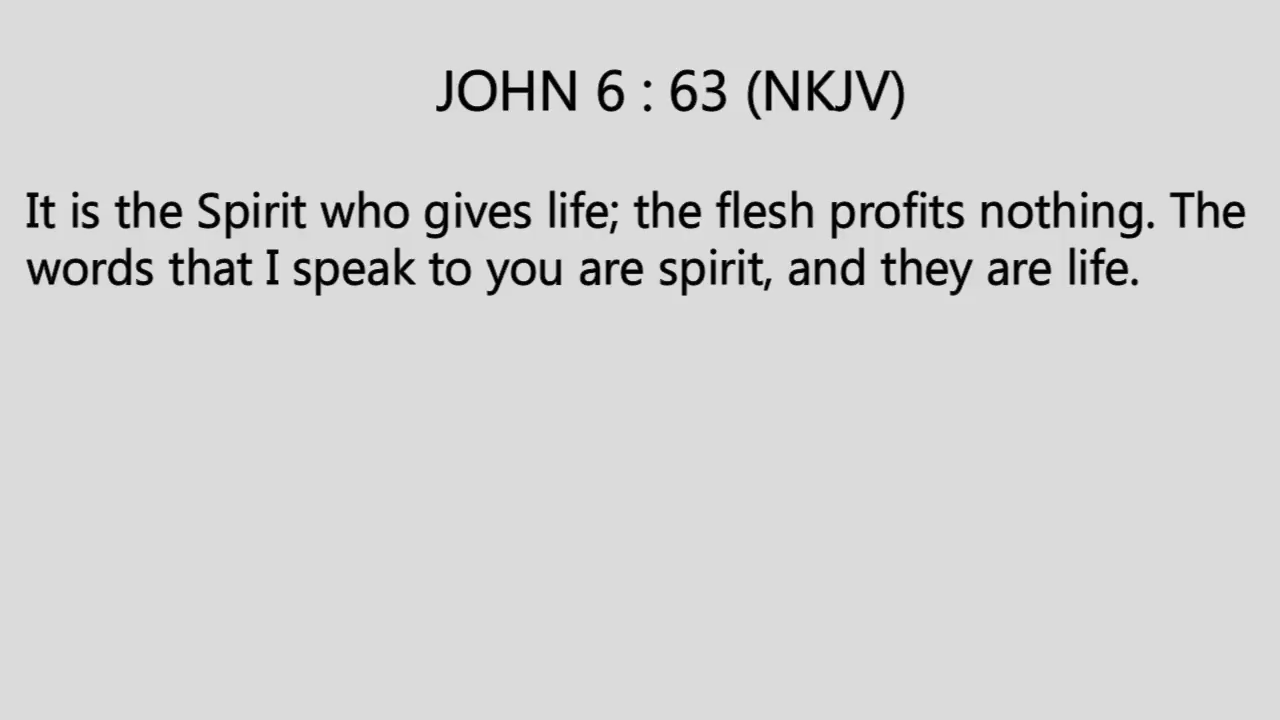 JOHN 6 : 63 (NKJV)
It is the Spirit who gives life; the flesh profits nothing. The
words that I speak to you are spirit, and they are life.